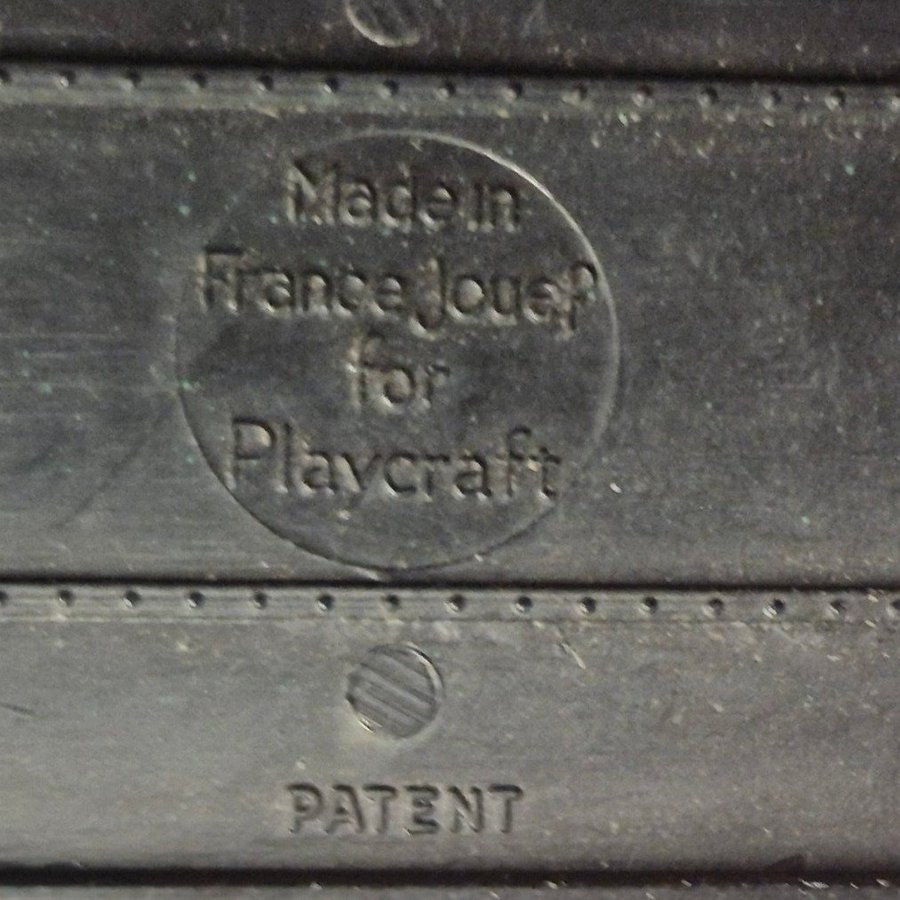 Made in
France Jouef
for
Playcraft
PATENT